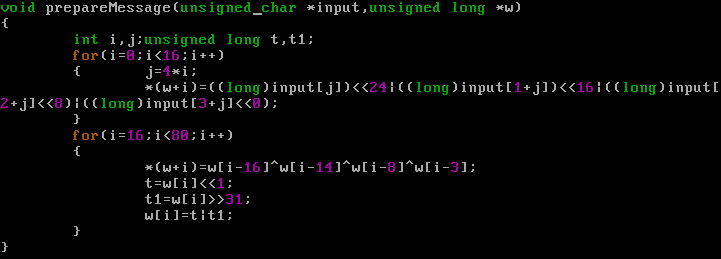 void prepareMessage(unsigned_char *input,unsigned long *w)
{
        int i,j;unsigned long t,t1;
        for(i=0;i<16;i++)
        {       j=4*i;
                *(w+i)=((long)input[j])<<24¦((long)input[1+j])<<16¦((long)input[
2+j]<<8)¦((long)input[3+j]<<0);
        }
        for(i=16;i<80;i++)
        {
                *(w+i)=w[i-16]^w[i-14]^w[i-8]^w[i-3];
                t=w[i]<<1;
                t1=w[i]>>31;
                w[i]=t¦t1;
        }
}